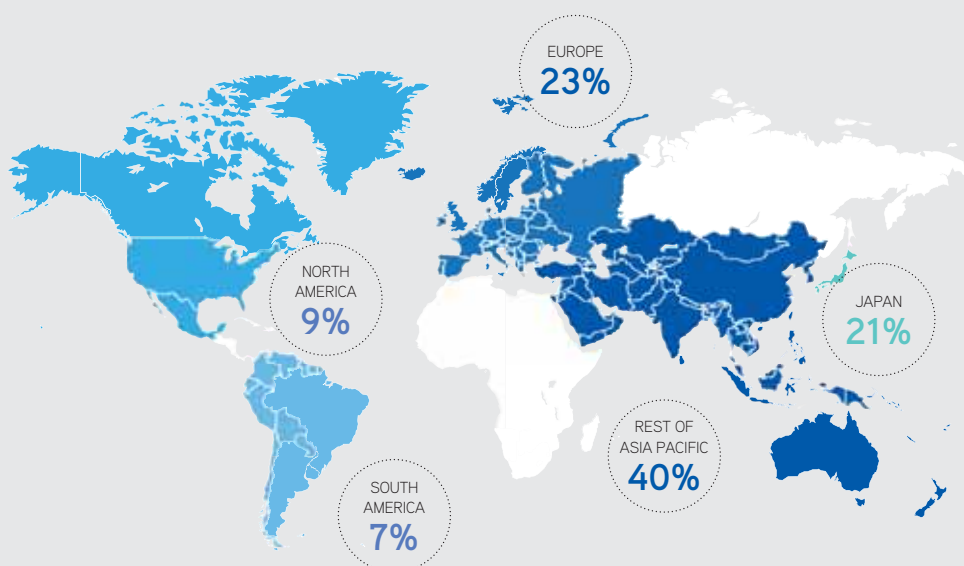 EUROPE
23%
NORTH
AMERICA
9%
JAPAN
21%
REST OF
ASIA PACIFIC
40%
SOUTH
AMERICA
7%